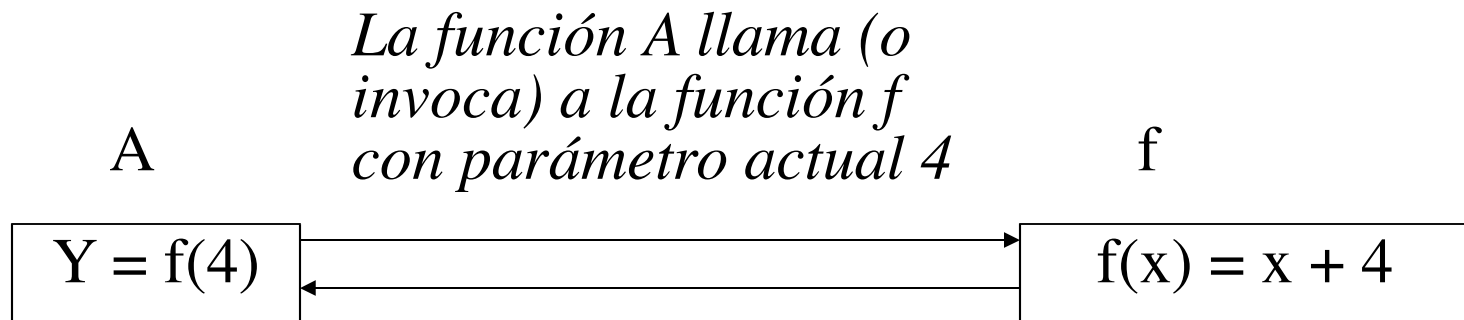 La función A llama (o
invoca) a la función f
con parámetro actual 4
A
f
Y = f(4)
f(x) = x + 4